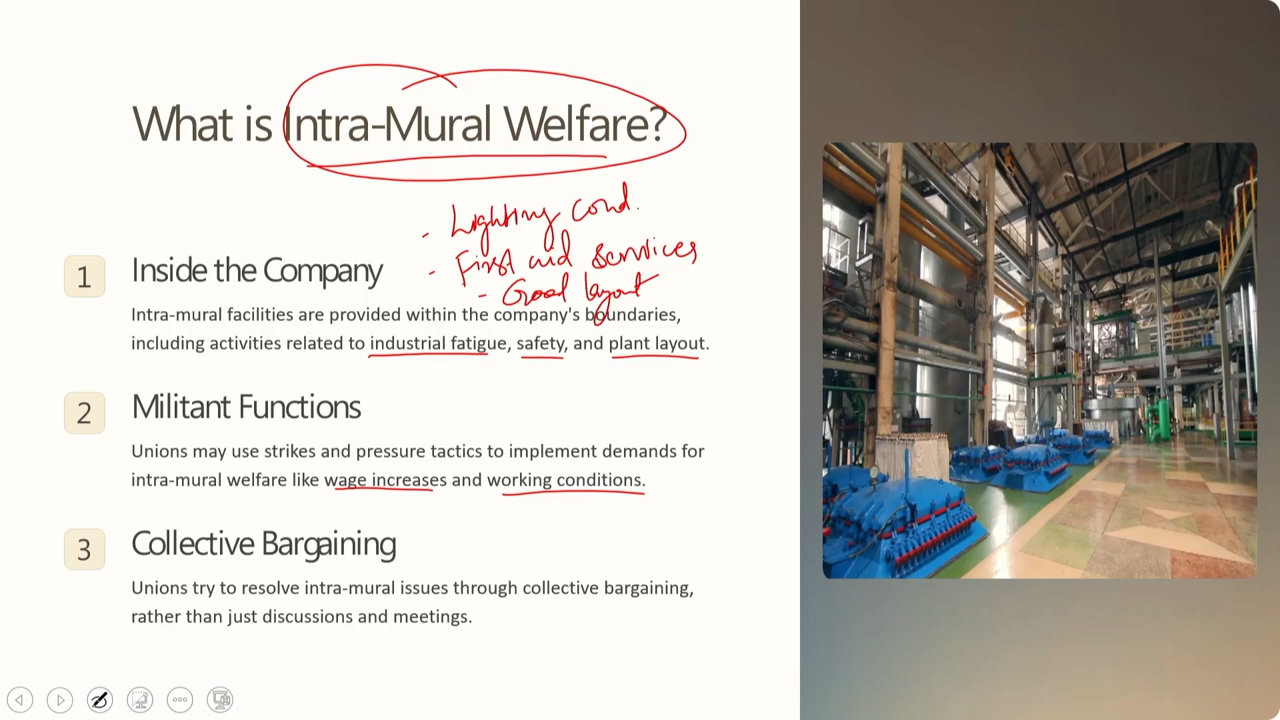 What is Intra-Mural Welfare?
- Lighting Cond.
- First aid Services
- Good layout
1
Inside the Company
Intra-mural facilities are provided within the company's boundaries,
including activities related to industrial fatigue, safety, and plant layout.
2
Militant Functions
Unions may use strikes and pressure tactics to implement demands for
intra-mural welfare like wage increases and working conditions.
3
Collective Bargaining
Unions try to resolve intra-mural issues through collective bargaining,
rather than just discussions and meetings.